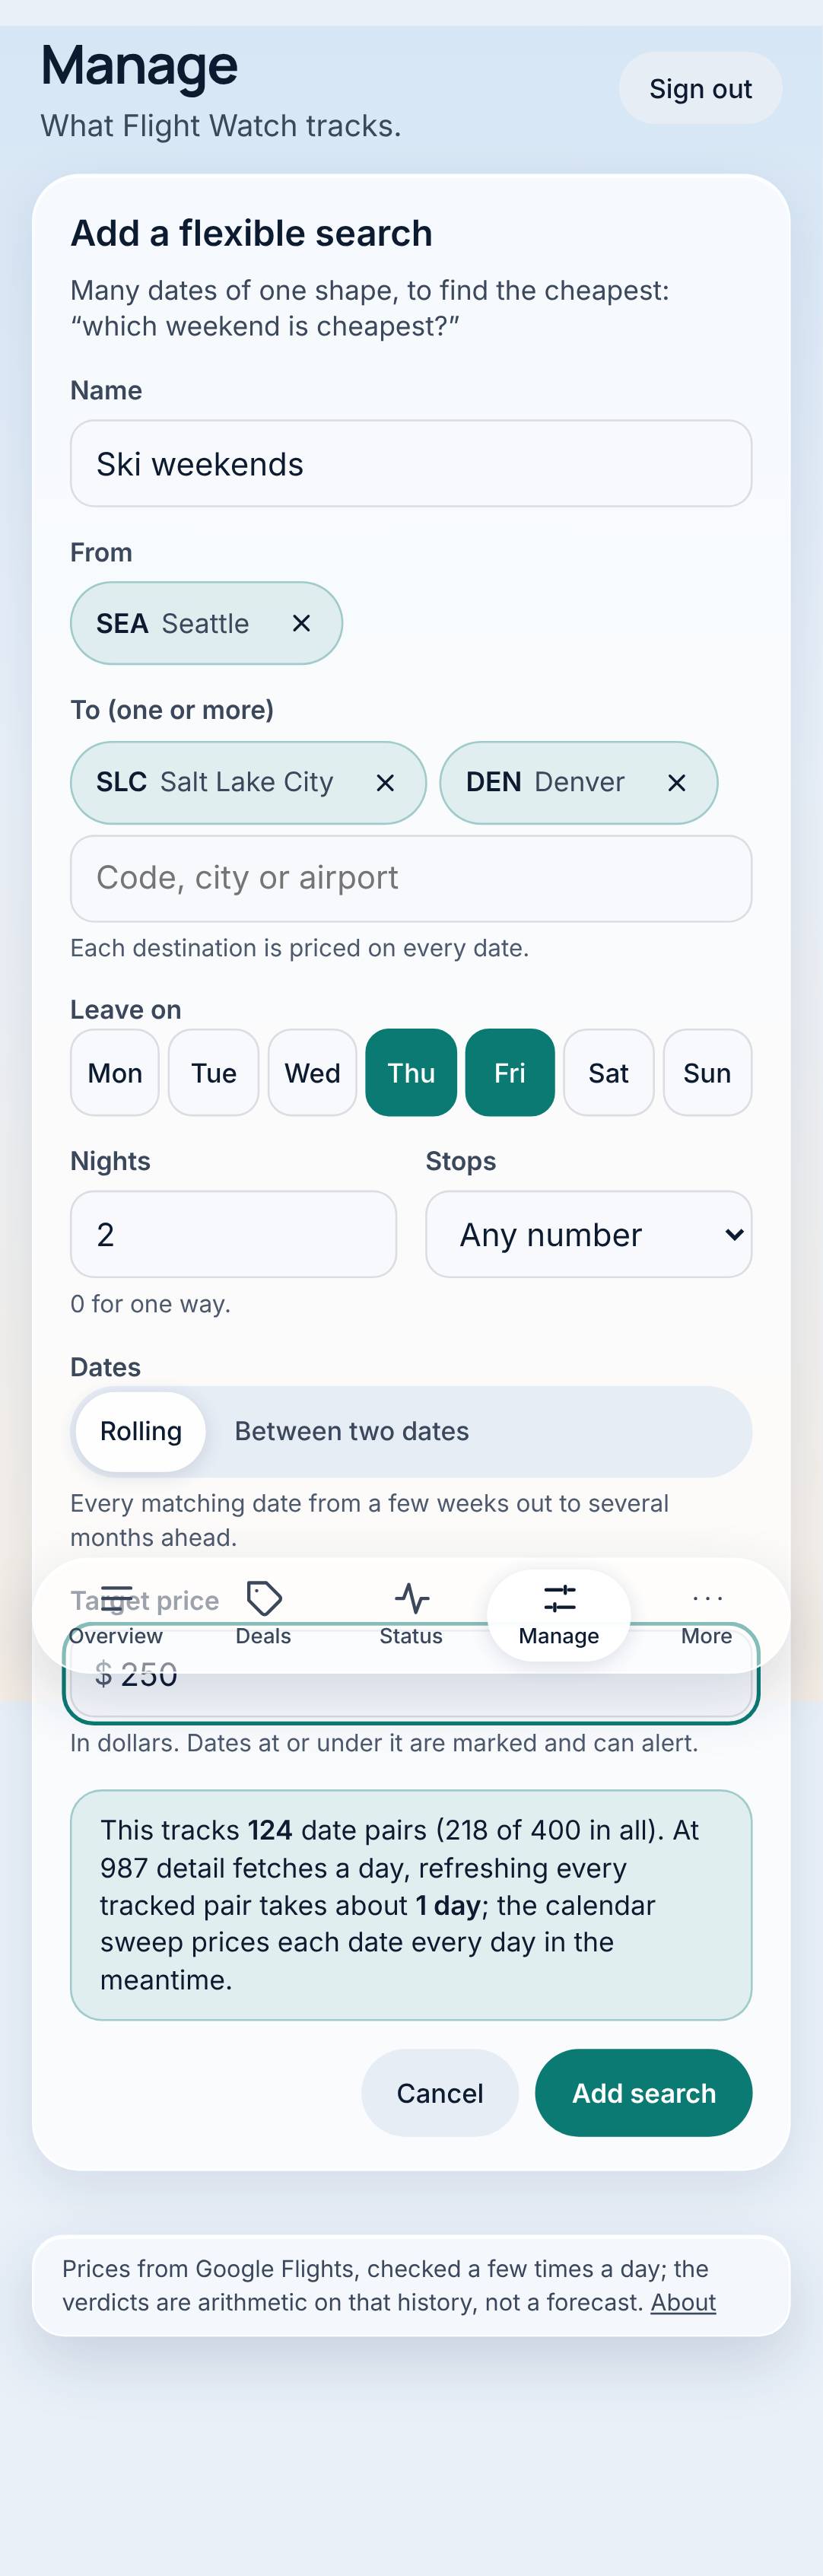 Manage
What Flight Watch tracks.
Sign out
Add a flexible search
Many dates of one shape, to find the cheapest:
“which weekend is cheapest?”
Name
Ski weekends
From
SEA Seattle ×
To (one or more)
SLC Salt Lake City ×
DEN Denver ×
Code, city or airport
Each destination is priced on every date.
Leave on
Mon Tue Wed Thu Fri Sat Sun
Nights
Stops
2
Any number
0 for one way.
Dates
Rolling
Between two dates
Every matching date from a few weeks out to several
months ahead.
Target price
Overview Deals Status Manage More
$ 250
In dollars. Dates at or under it are marked and can alert.
This tracks 124 date pairs (218 of 400 in all). At
987 detail fetches a day, refreshing every
tracked pair takes about 1 day; the calendar
sweep prices each date every day in the
meantime.
Cancel
Add search
Prices from Google Flights, checked a few times a day; the
verdicts are arithmetic on that history, not a forecast. About